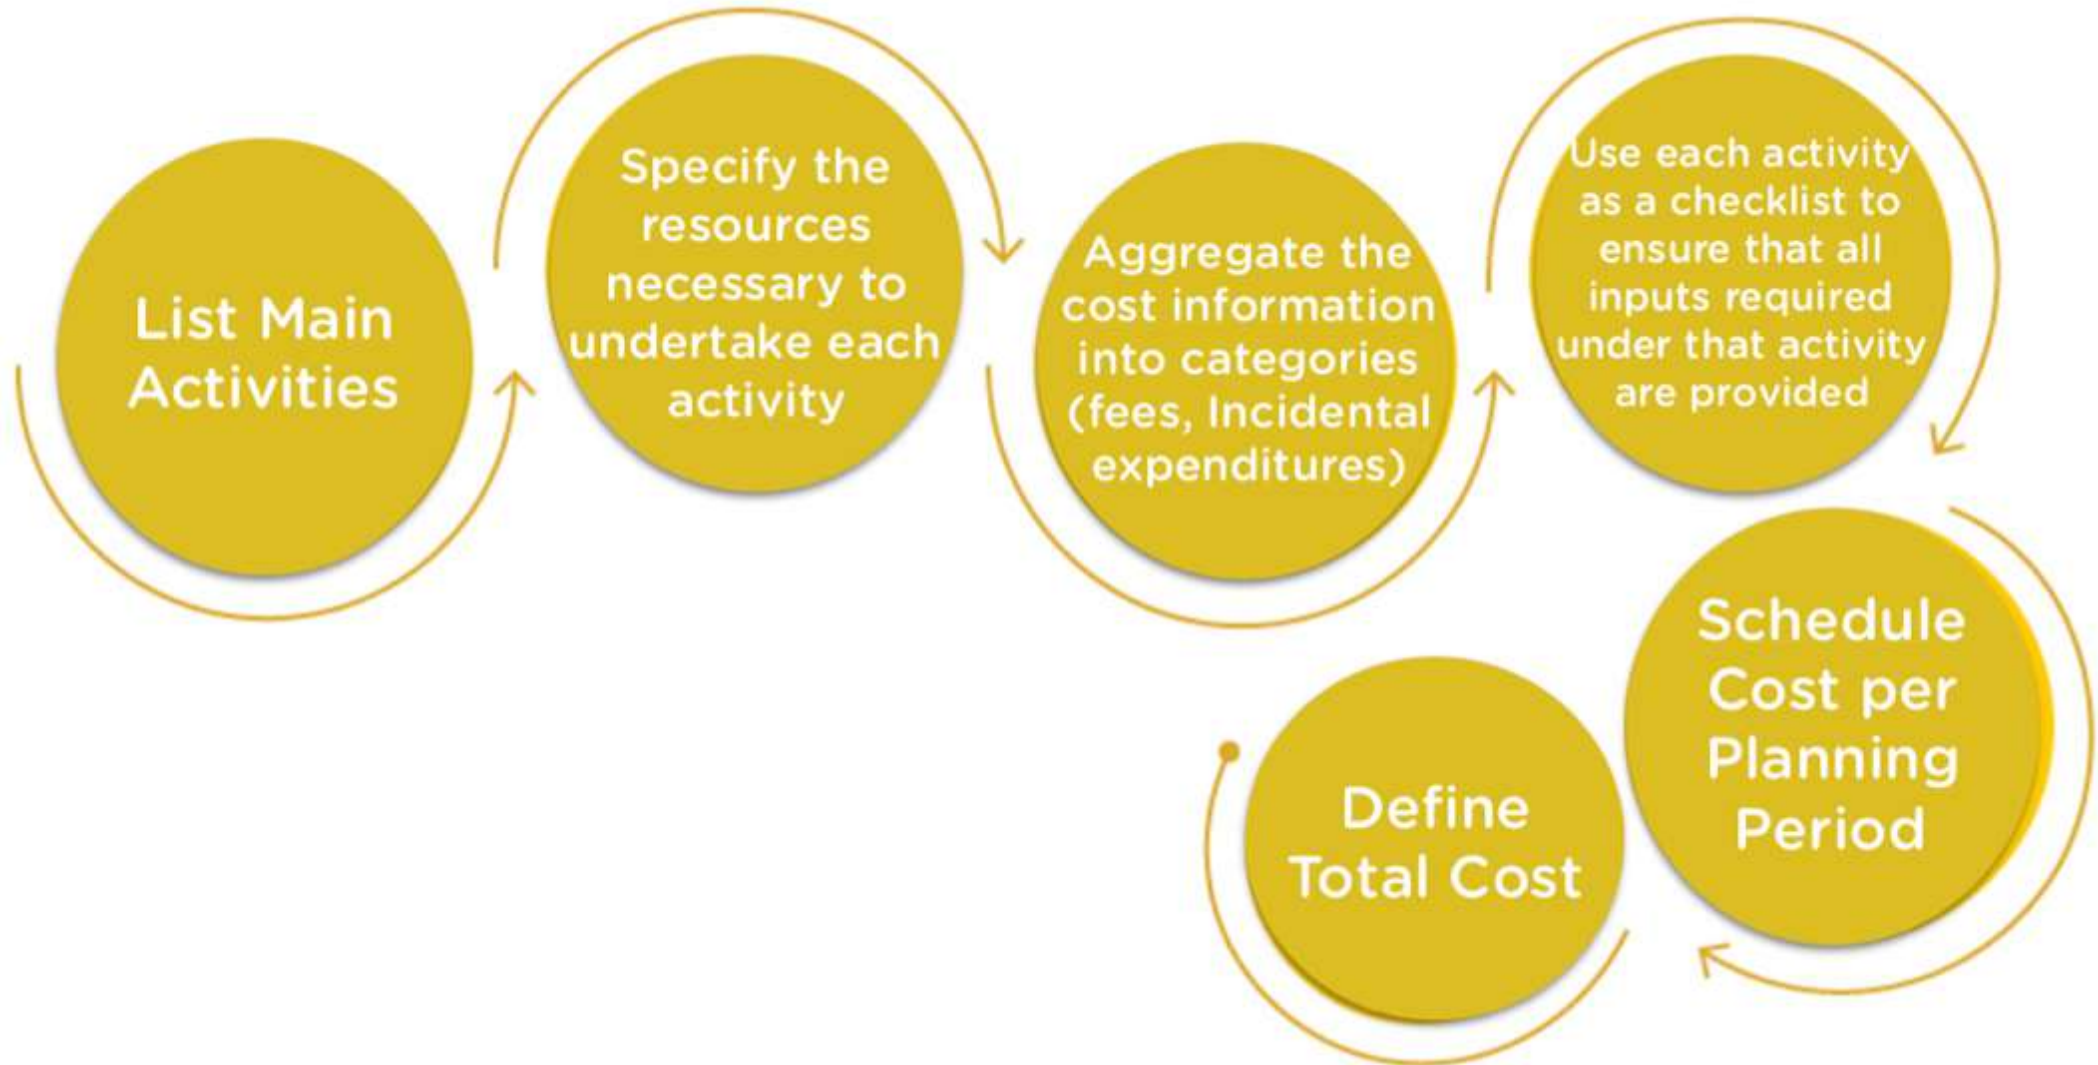 List Main
Activities
Specify the
resources
necessary to
undertake each
activity
Aggregate the
cost information
into categories
(fees, Incidental
expenditures)
Use each activity
as a checklist to
ensure that all
inputs required
under that activity
are provided
Schedule
Cost per
Planning
Period
Define
Total Cost